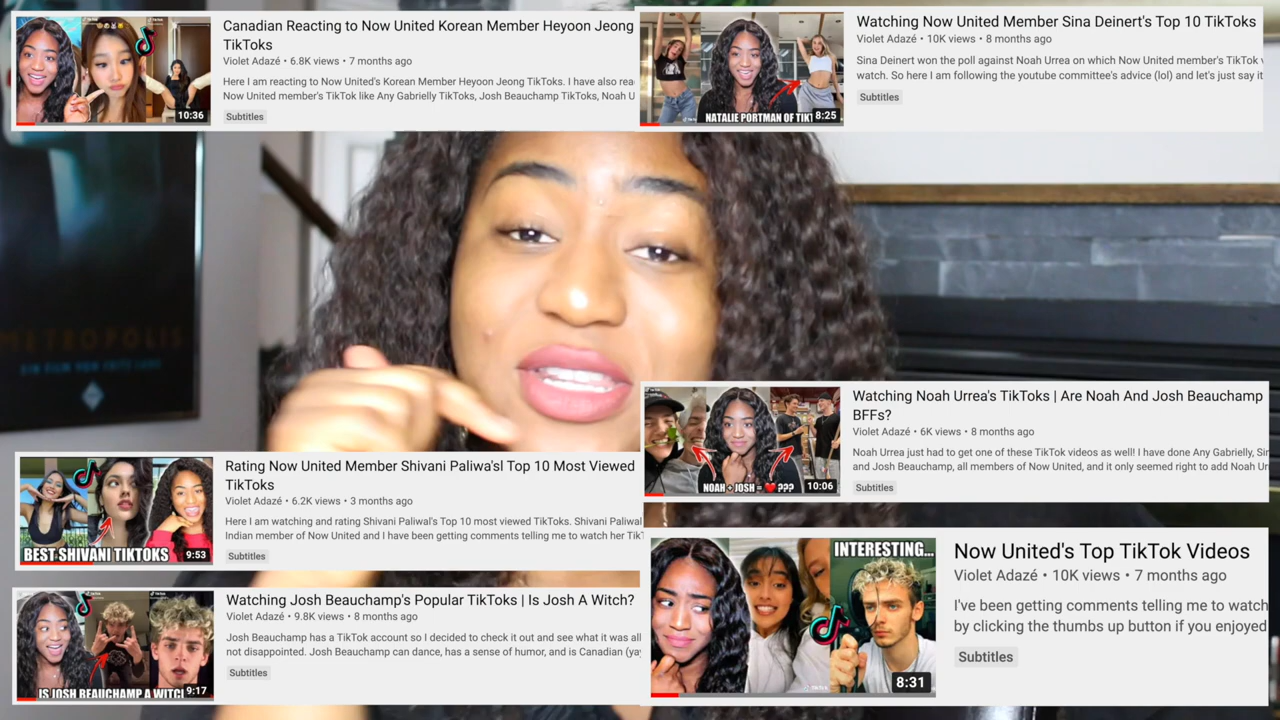 Canadian Reacting to Now United Korean Member Heyoon Jeong
TikToks
Violet Adazé • 6.8K views • 7 months ago
Here I am reacting to Now United's Korean Member Heyoon Jeong TikToks. I have also rea
Now United member's TikTok like Any Gabrielly TikToks, Josh Beauchamp TikToks, Noah U
Subtitles
10:36
Watching Now United Member Sina Deinert's Top 10 TikToks
Violet Adazé • 10K views • 8 months ago
Sina Deinert won the poll against Noah Urrea on which Now United member's TikTok
watch. So here I am following the youtube committee's advice (lol) and let's just say it
Subtitles
NATALIE PORTMAN OF TIKT
8:25
METROPOLIS
EIN FILM VON FRITZ LANG
Watching Noah Urrea's TikToks | Are Noah And Josh Beauchamp
BFFs?
Violet Adazé • 6K views • 8 months ago
Noah Urrea just had to get one of these TikTok videos as well! I have done Any Gabrielly, Sin
and Josh Beauchamp, all members of Now United, and it only seemed right to add Noah Ur
Subtitles
NOAH + JOSH = ❤️ ???
10:06
Rating Now United Member Shivani Paliwa'sl Top 10 Most Viewed
TikToks
Violet Adazé • 6.2K views • 3 months ago
Here I am watching and rating Shivani Paliwal's Top 10 most viewed TikToks. Shivani Paliwal
Indian member of Now United and I have been getting comments telling me to watch her TikT
Subtitles
BEST SHIVANI TIKTOKS
9:53
Now United's Top TikTok Videos
Violet Adazé • 10K views • 7 months ago
I've been getting comments telling me to watch
by clicking the thumbs up button if you enjoyed
Subtitles
INTERESTING...
TikTok
8:31
Watching Josh Beauchamp's Popular TikToks | Is Josh A Witch?
Violet Adazé • 9.8K views • 8 months ago
Josh Beauchamp has a TikTok account so I decided to check it out and see what it was all
not disappointed. Josh Beauchamp can dance, has a sense of humor, and is Canadian (yay
Subtitles
IS JOSH BEAUCHAMP A WITCH
9:17